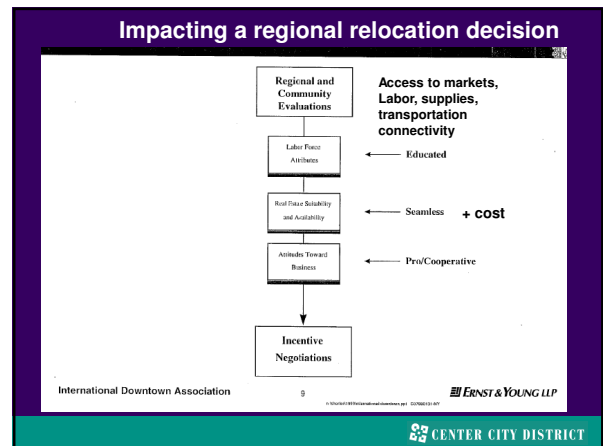 Impacting a regional relocation decision
Regional and
Community
Evaluations
Access to markets,
Labor, supplies,
transportation
connectivity
Labor Force
Attributes
Educated
Real Estate Suitability
and Availability
Seamless + cost
Attitudes Toward
Business
Pro/Cooperative
Incentive
Negotiations
International Downtown Association 9 ERNST & YOUNG LLP
CENTER CITY DISTRICT